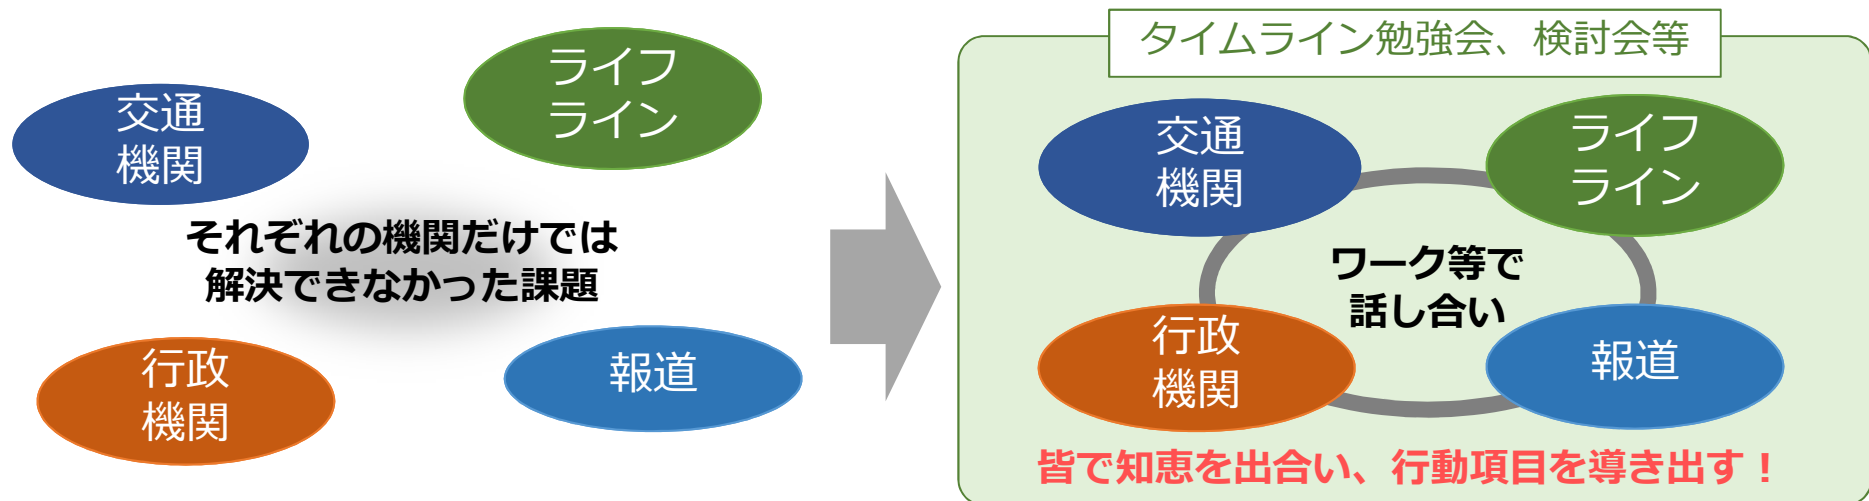 交通
機関
ライフ
ライン
それぞれの機関だけでは
解決できなかった課題
行政
機関
報道
タイムライン勉強会、検討会等
交通
機関
ライフ
ライン
ワーク等で
話し合い
行政
機関
報道
皆で知恵を出合い、行動項目を導き出す！